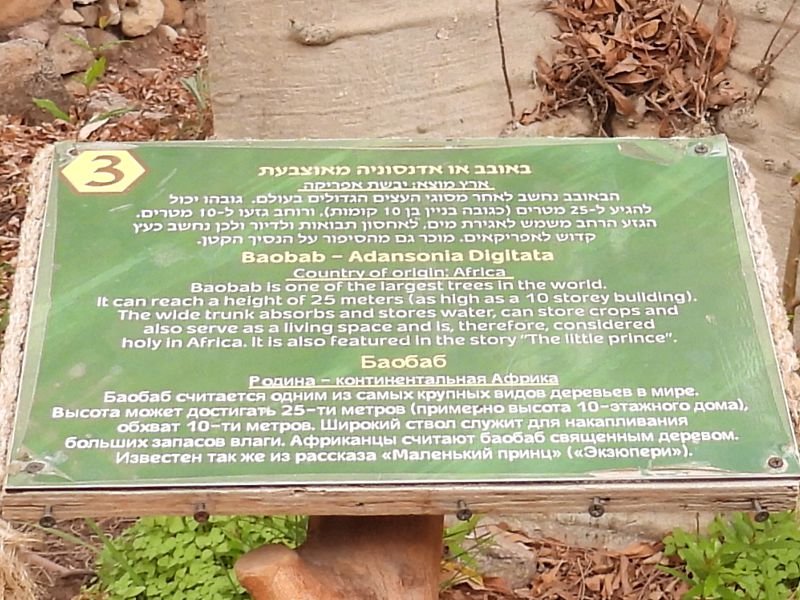 3
באובב או אדנסוניה מאוצבעת
ארץ מוצא: יבשת אפריקה
הבאובב נחשב לאחר מסוגי העצים הגדולים בעולם. גובהו יכול
להגיע ל-25 מטרים (כגובה בניין בן 10 קומות), ורוחב גזעו ל-10 מטרים.
הגזע הרחב משמש לאגירת מים, לאחסון תבואות ולדיור ולכן נחשב כעץ
קדוש לאפריקאים. מוכר גם מהסיפור על הנסיך הקטן.
Baobab – Adansonia Digitata
Country of origin: Africa
Baobab is one of the largest trees in the world.
It can reach a height of 25 meters (as high as a 10 storey building).
The wide trunk absorbs and stores water, can store crops and
also serve as a living space and is, therefore, considered
holy in Africa. It is also featured in the story "The little prince".
Баобаб
Родина – континентальная Африка
Баобаб считается одним из самых крупных видов деревьев в мире.
Высота может достигать 25-ти метров (примерно высота 10-этажного дома),
обхват 10-ти метров. Широкий ствол служит для накапливания
больших запасов влаги. Африканцы считают баобаб священным деревом.
Известен так же из рассказа «Маленький принц» («Экзюпери»).